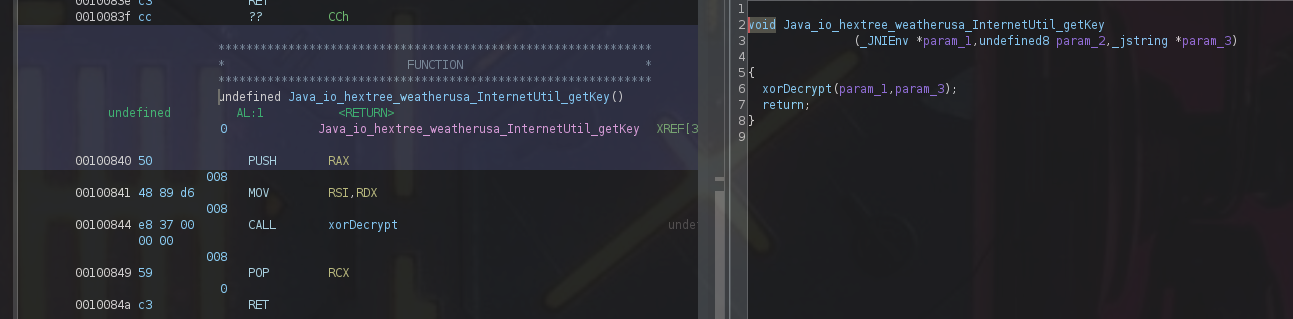 0010083e c3 RET
0010083f cc ?? CCh
**************************************************************
* FUNCTION *
**************************************************************
undefined Java_io_hextree_weatherusa_InternetUtil_getKey()
undefined AL:1 <RETURN>
0 Java_io_hextree_weatherusa_InternetUtil_getKey XREF[3
00100840 50 PUSH RAX
008
00100841 48 89 d6 MOV RSI,RDX
008
00100844 e8 37 00 CALL xorDecrypt unde
00 00
008
00100849 59 POP RCX
0
0010084a c3 RET
1
2 void Java_io_hextree_weatherusa_InternetUtil_getKey
3 (_JNIEnv *param_1,undefined8 param_2,_jstring *param_3)
4
5 {
6 xorDecrypt(param_1,param_3);
7 return;
8 }
9